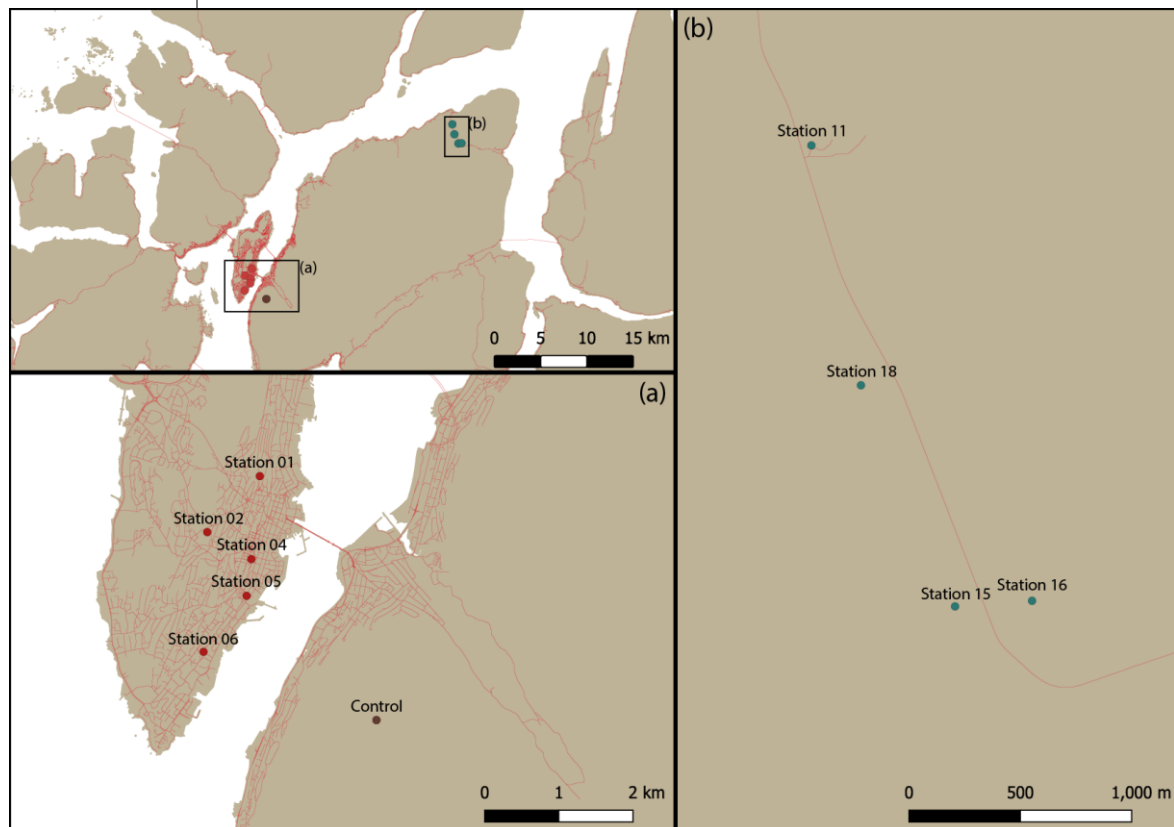 (b)
(a)
0 5 10 15 km
(a)
Station 01
Station 02
Station 04
Station 05
Station 06
Control
0 1 2 km
(b)
Station 11
Station 18
Station 15
Station 16
0 500 1,000 m